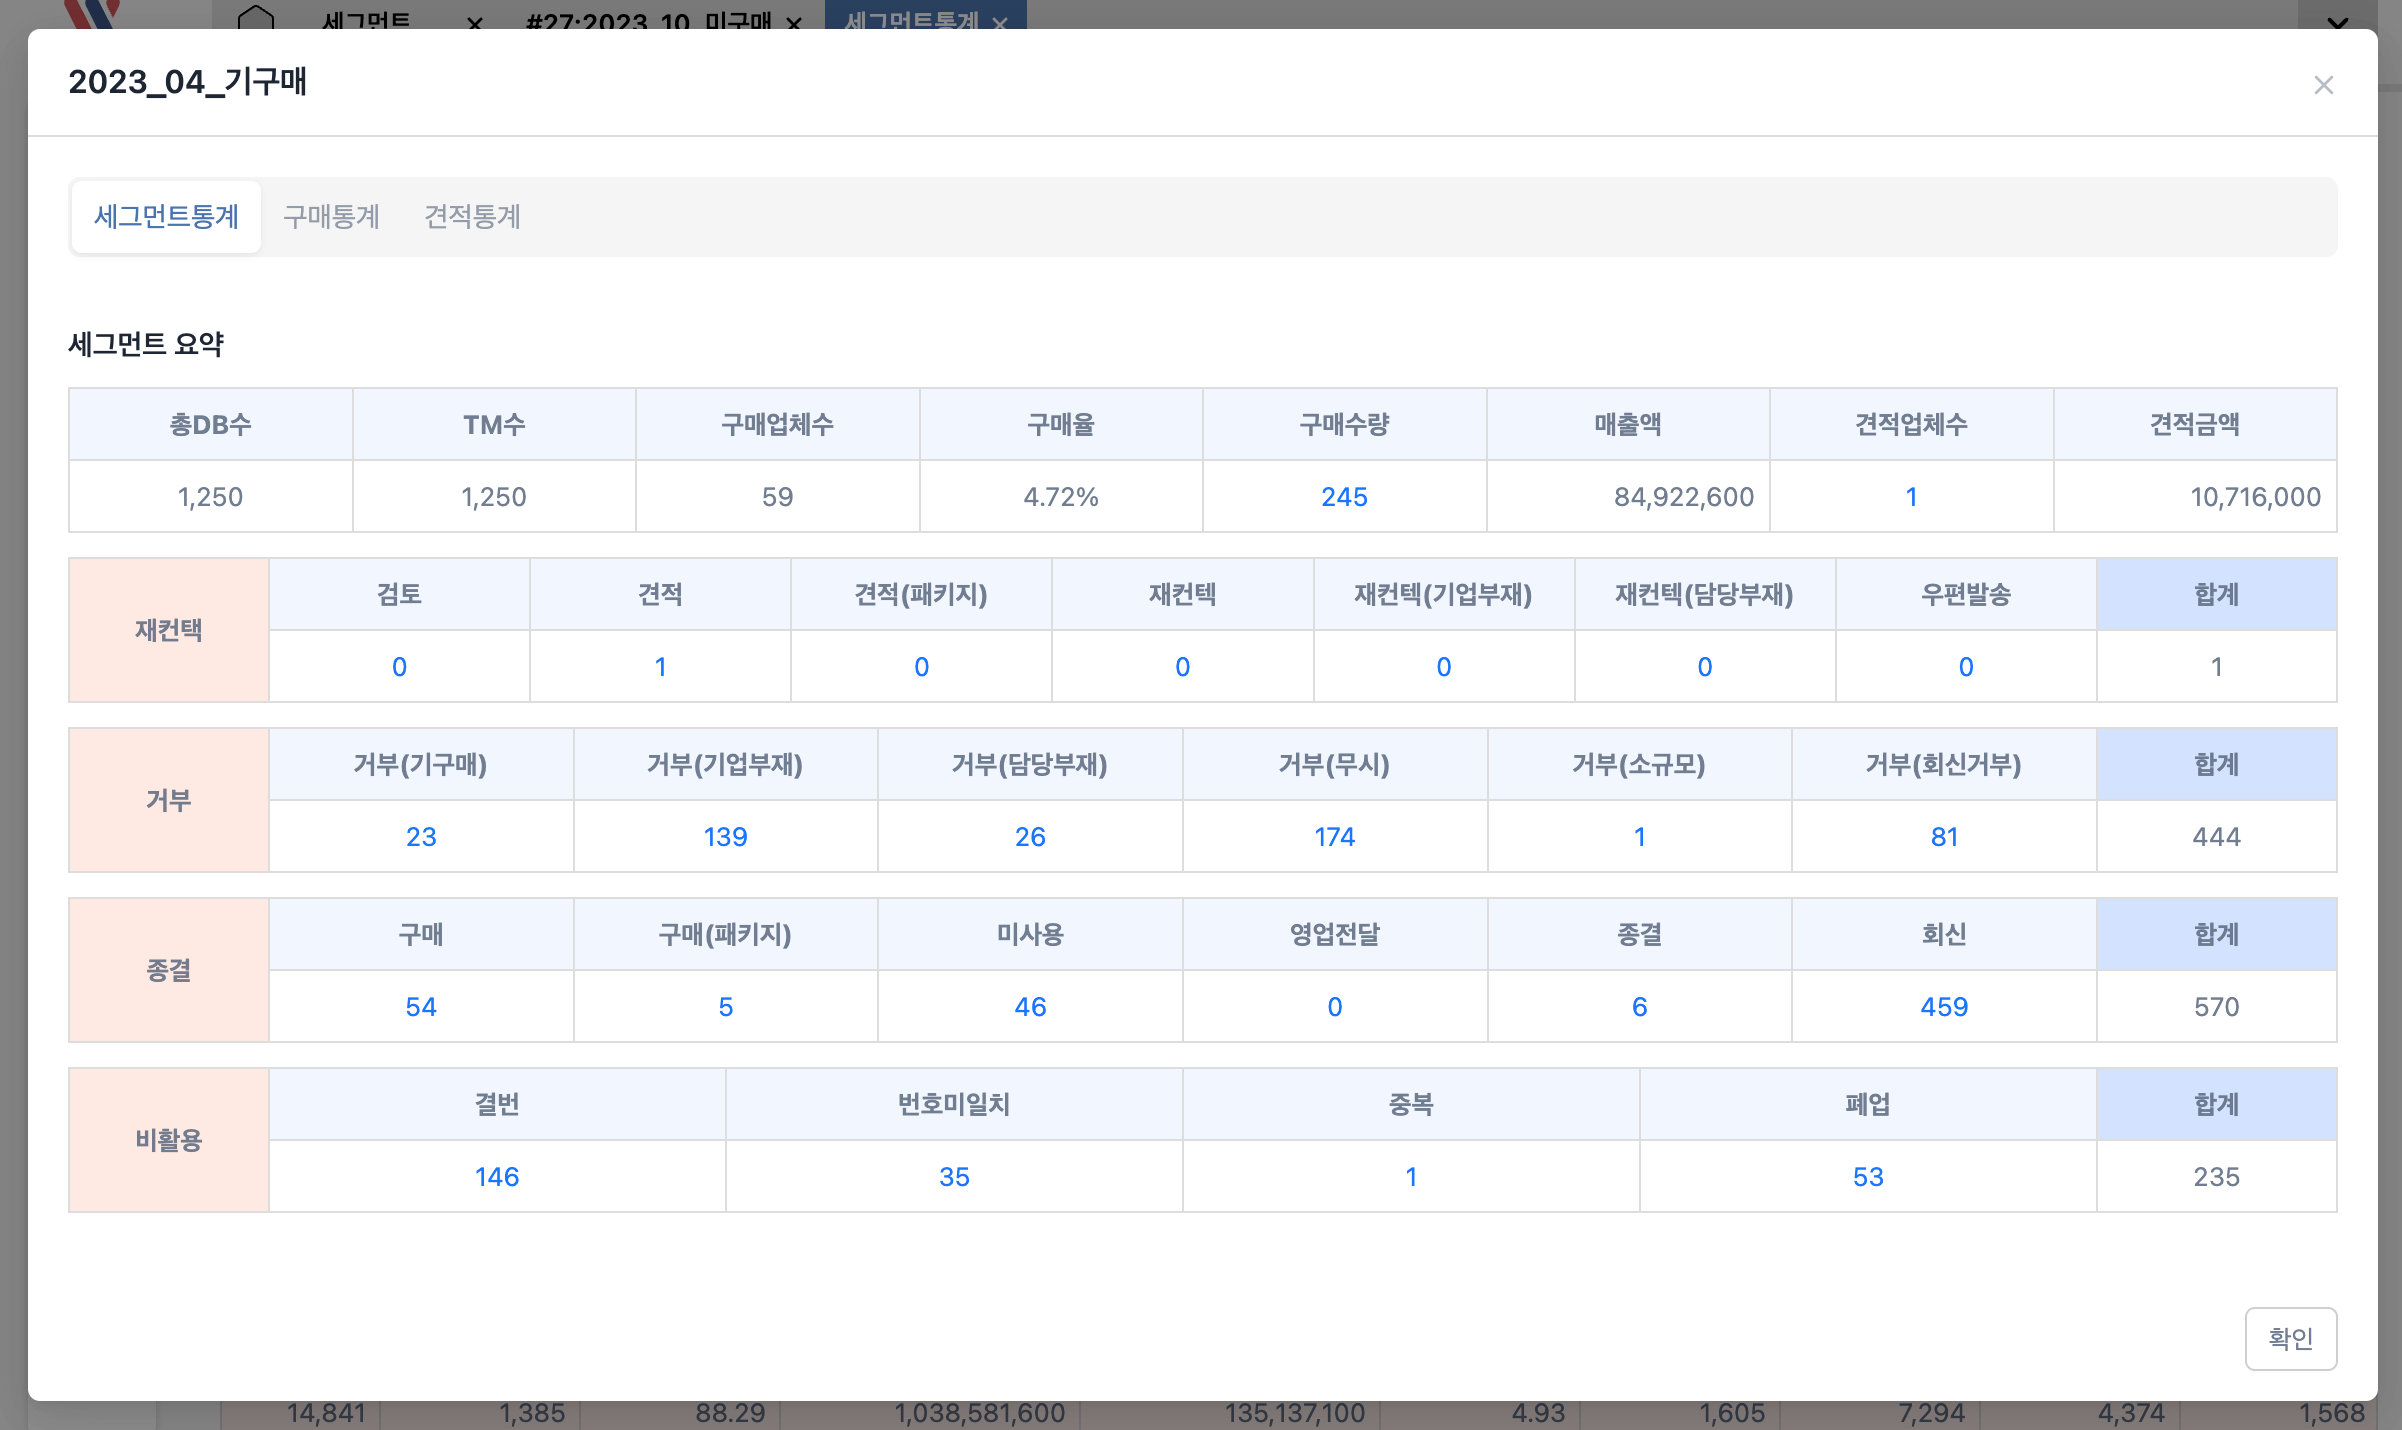 세그먼트 #27:2023_10_미구매 세그먼트통계
2023_04_기구매
세그먼트통계 구매통계 견적통계
세그먼트 요약
총DB수 TM수 구매업체수 구매율 구매수량 매출액 견적업체수 견적금액
1,250 1,250 59 4.72% 245 84,922,600 1 10,716,000
재컨택
검토 견적 견적(패키지) 재컨텍 재컨텍(기업부재) 재컨텍(담당부재) 우편발송 합계
0 1 0 0 0 0 0 1
거부
거부(기구매) 거부(기업부재) 거부(담당부재) 거부(무시) 거부(소규모) 거부(회신거부) 합계
23 139 26 174 1 81 444
종결
구매 구매(패키지) 미사용 영업전달 종결 회신 합계
54 5 46 0 6 459 570
비활용
결번 번호미일치 중복 폐업 합계
146 35 1 53 235
확인
14,841 1,385 88.29 1,038,581,600 135,137,100 4.93 1,605 7,294 4,374 1,568